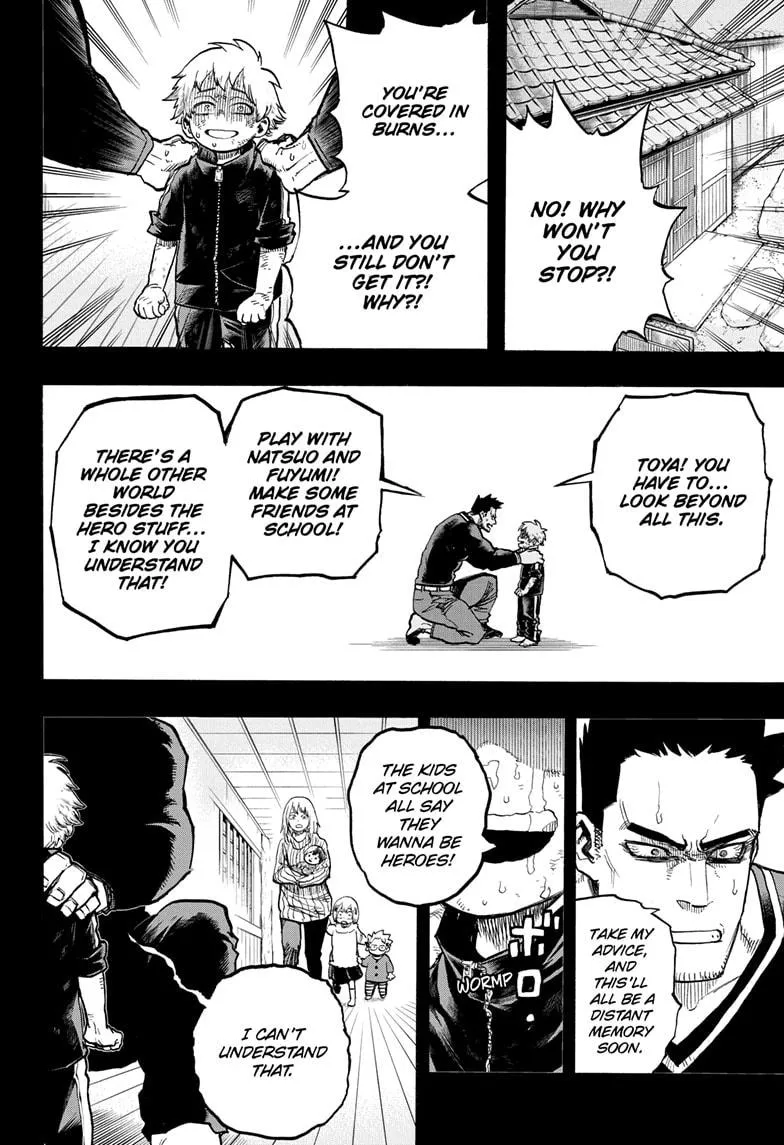 NO! WHY
WON'T
YOU
STOP?!
YOU'RE
COVERED IN
BURNS...
...AND YOU
STILL DON'T
GET IT?!
WHY?!
TOYA! YOU
HAVE TO...
LOOK BEYOND
ALL THIS.
PLAY WITH
NATSUO AND
FUYUMI!
MAKE SOME
FRIENDS AT
SCHOOL!
THERE'S A
WHOLE OTHER
WORLD
BESIDES THE
HERO STUFF...
I KNOW YOU
UNDERSTAND
THAT!
TAKE MY
ADVICE,
AND
THIS'LL
ALL BE A
DISTANT
MEMORY
SOON.
ボロ
WORMP
THE KIDS
AT SCHOOL
ALL SAY
THEY
WANNA BE
HEROES!
I CAN'T
UNDERSTAND
THAT.